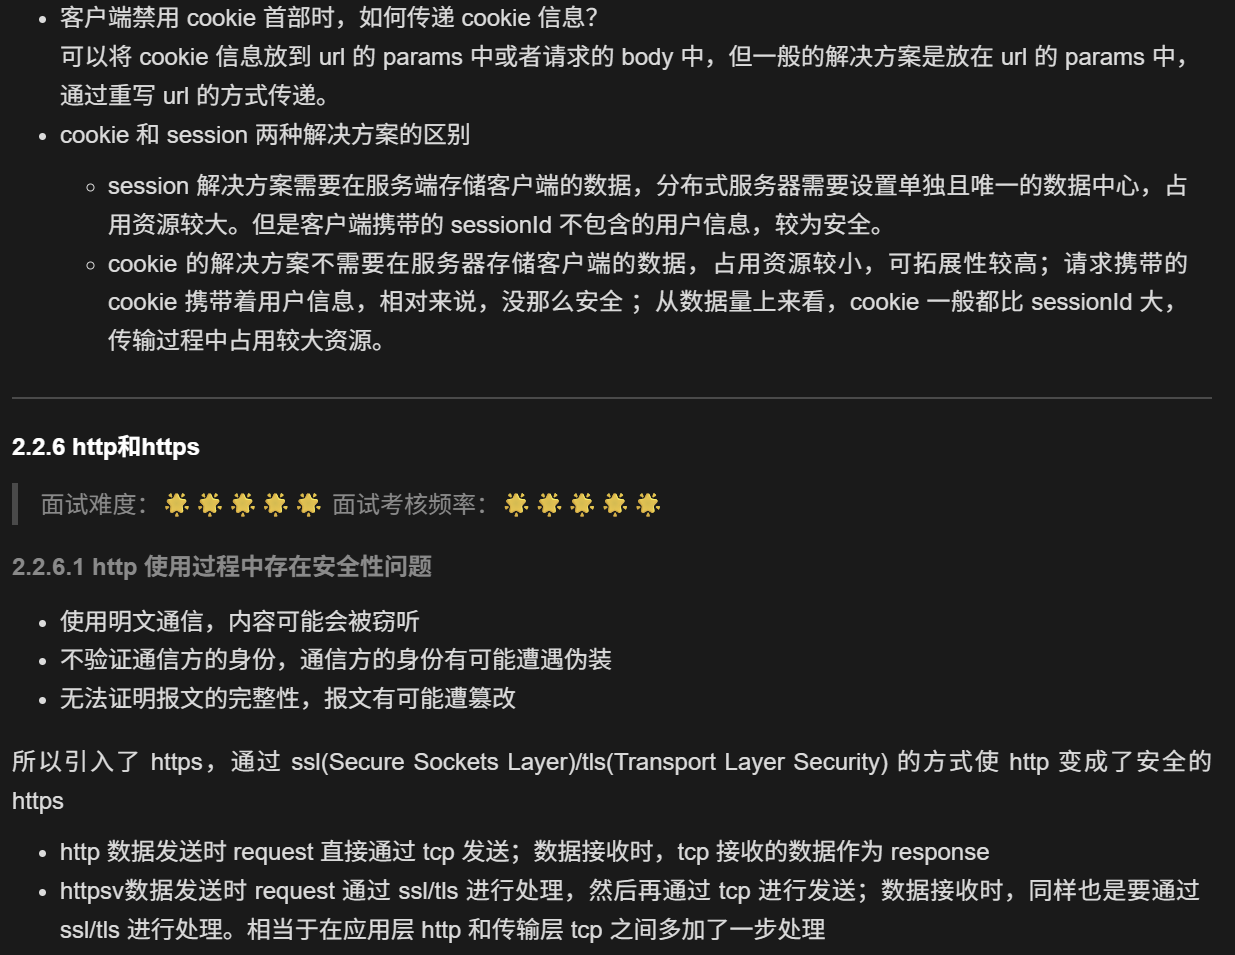 客户端禁用 cookie 首部时，如何传递 cookie 信息？
可以将 cookie 信息放到 url 的 params 中或者请求的 body 中，但一般的解决方案是放在 url 的 params 中，
通过重写 url 的方式传递。
cookie 和 session 两种解决方案的区别
session 解决方案需要在服务端存储客户端的数据，分布式服务器需要设置单独且唯一的数据中心，占
用资源较大。但是客户端携带的 sessionId 不包含的用户信息，较为安全。
cookie 的解决方案不需要在服务器存储客户端的数据，占用资源较小，可拓展性较高；请求携带的
cookie 携带着用户信息，相对来说，没那么安全 ；从数据量上来看，cookie 一般都比 sessionId 大，
传输过程中占用较大资源。
2.2.6 http和https
面试难度： 🌟 🌟 🌟 🌟 🌟 面试考核频率： 🌟 🌟 🌟 🌟 🌟
2.2.6.1 http 使用过程中存在安全性问题
使用明文通信，内容可能会被窃听
不验证通信方的身份，通信方的身份有可能遭遇伪装
无法证明报文的完整性，报文有可能遭篡改
所以引入了 https，通过 ssl(Secure Sockets Layer)/tls(Transport Layer Security) 的方式使 http 变成了安全的
https
http 数据发送时 request 直接通过 tcp 发送；数据接收时，tcp 接收的数据作为 response
httpsv数据发送时 request 通过 ssl/tls 进行处理，然后再通过 tcp 进行发送；数据接收时，同样也是要通过
ssl/tls 进行处理。相当于在应用层 http 和传输层 tcp 之间多加了一步处理